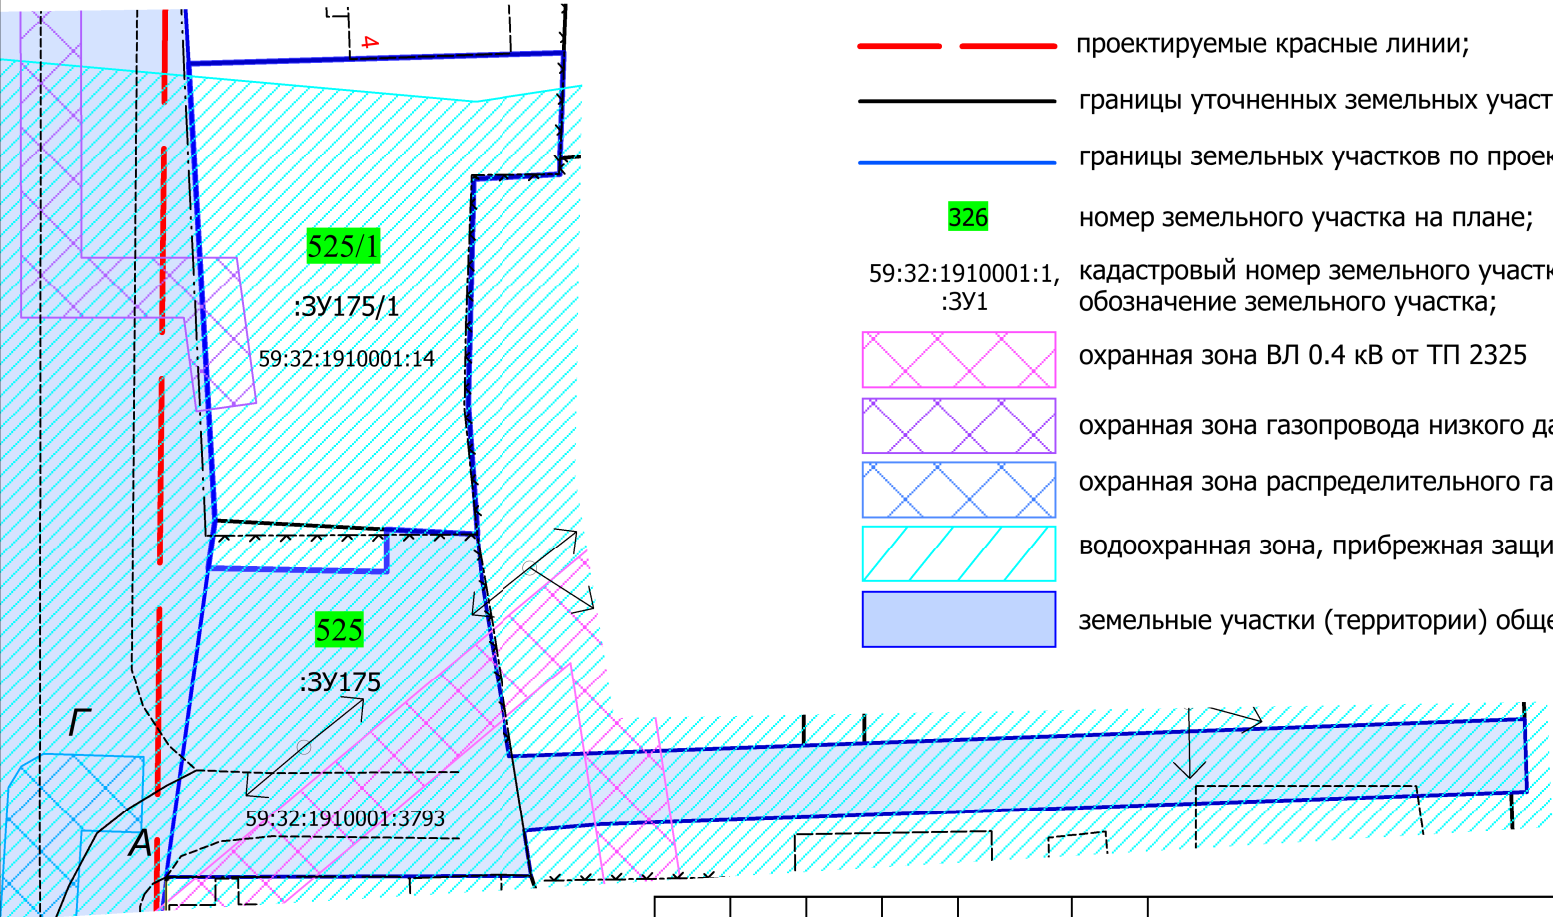 4
525/1
:ЗУ175/1
59:32:1910001:14
525
:ЗУ175
Г
59:32:1910001:3793
А
проектируемые красные линии;
границы уточненных земельных участ
границы земельных участков по проек
326
номер земельного участка на плане;
59:32:1910001:1,
:ЗУ1
кадастровый номер земельного участк
обозначение земельного участка;
охранная зона ВЛ 0.4 кВ от ТП 2325
охранная зона газопровода низкого да
охранная зона распределительного га
водоохранная зона, прибрежная защи
земельные участки (территории) обще